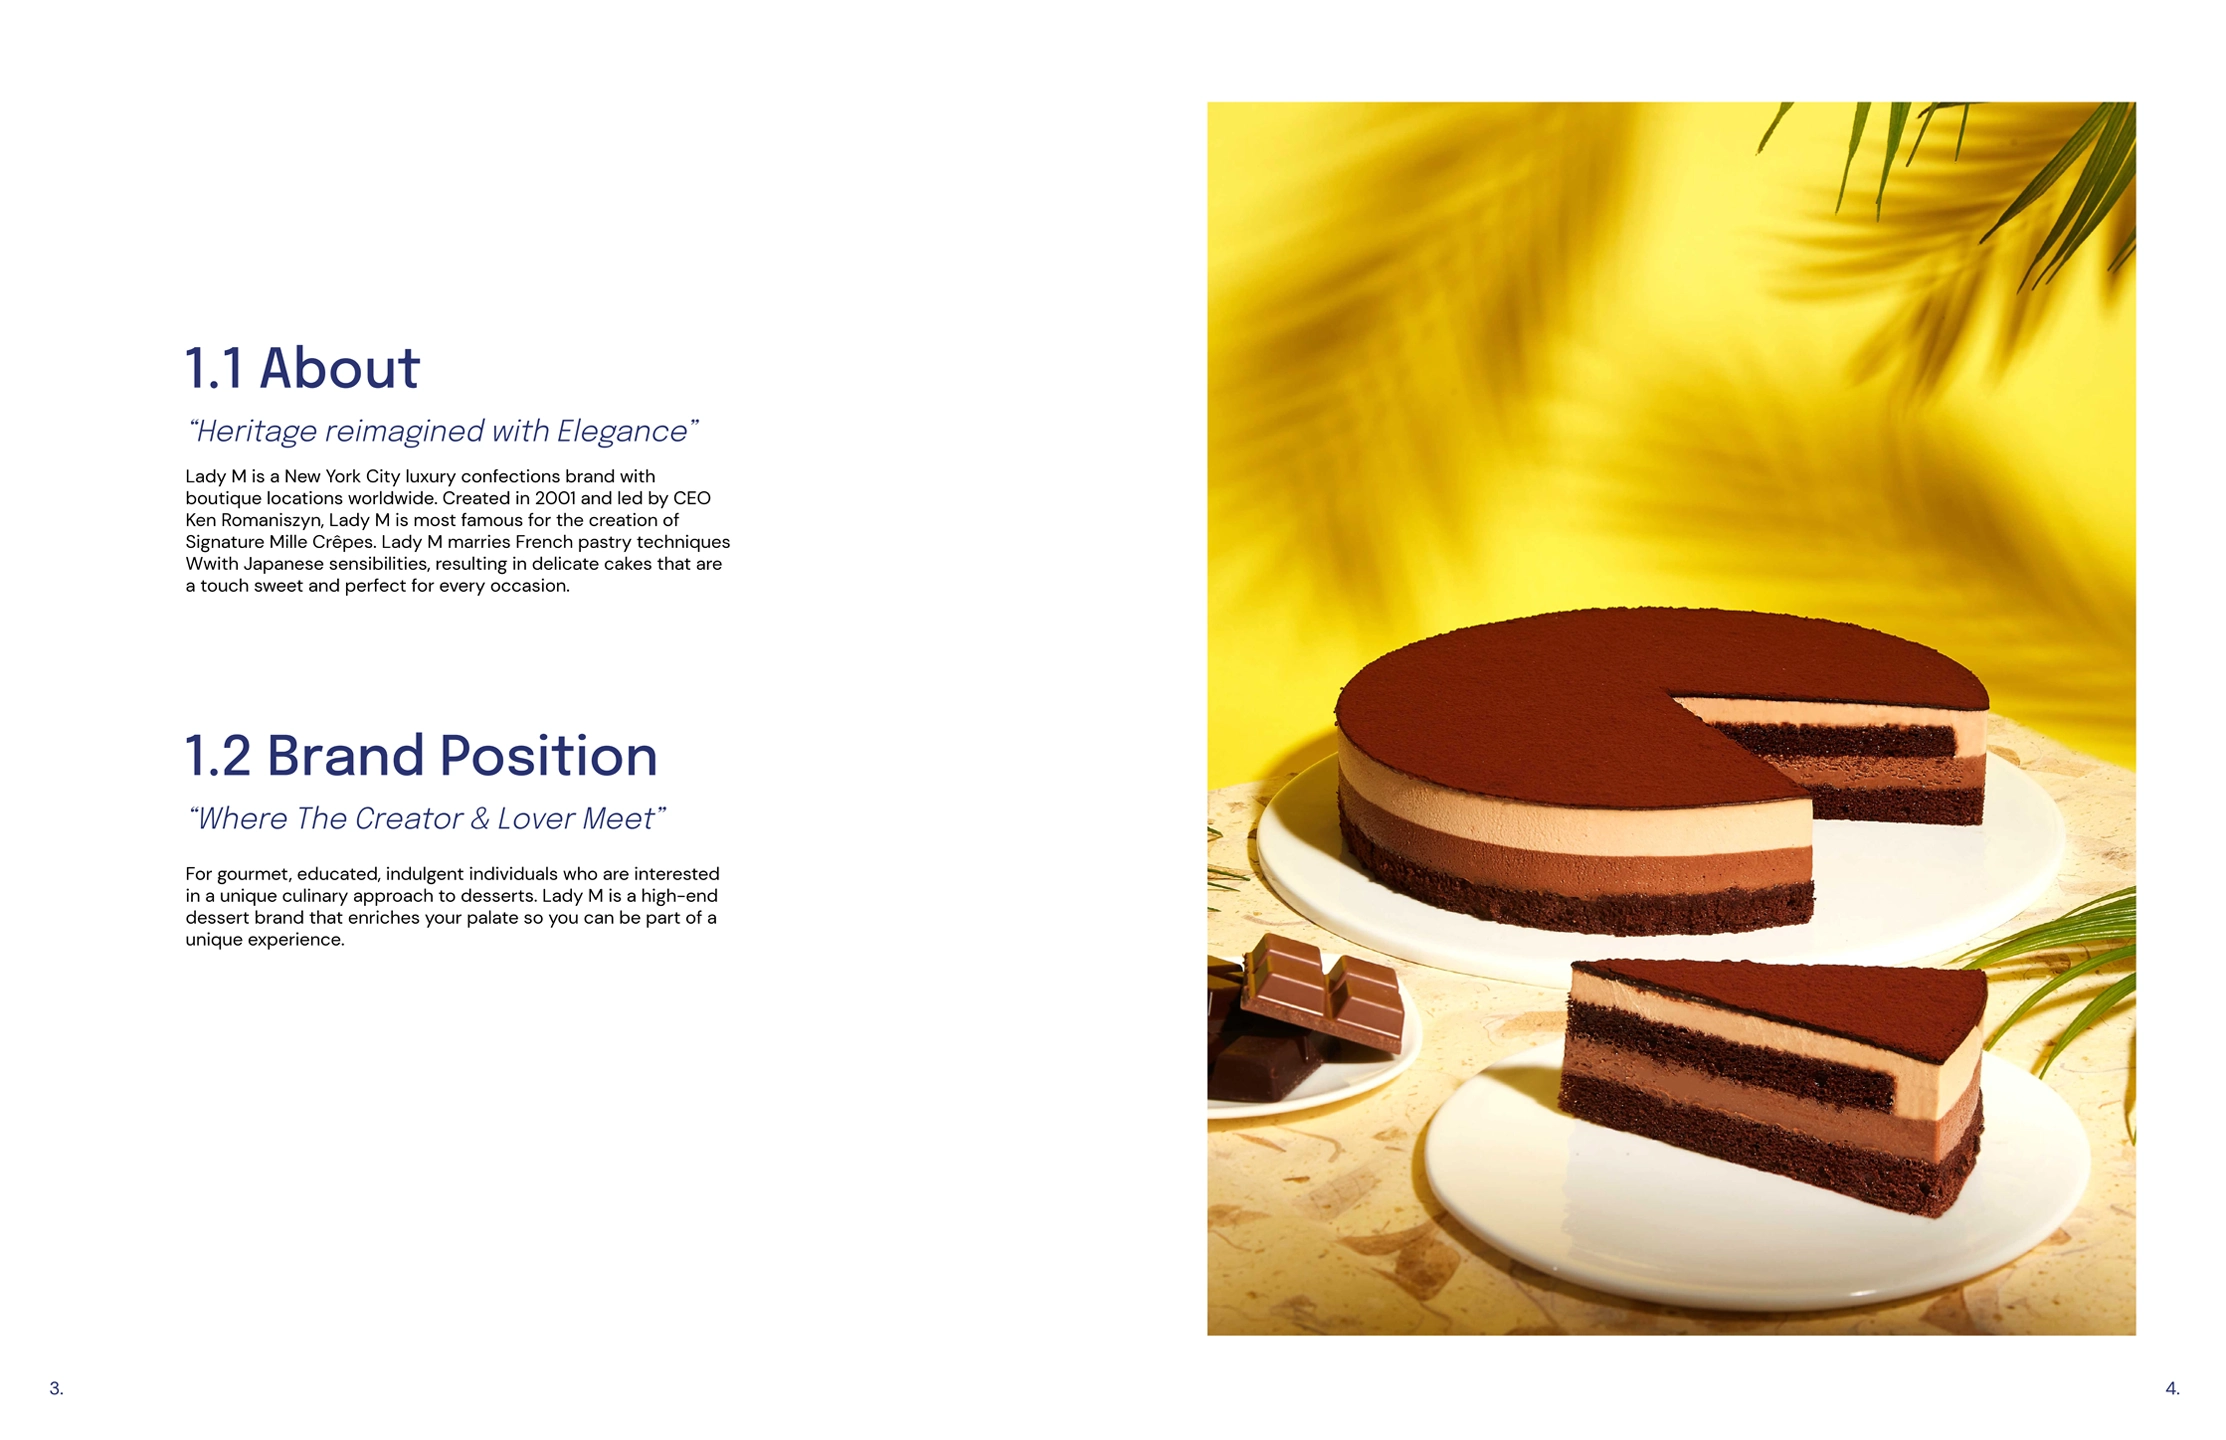 1.1 About
“Heritage reimagined with Elegance”
Lady M is a New York City luxury confections brand with
boutique locations worldwide. Created in 2001 and led by CEO
Ken Romaniszyn, Lady M is most famous for the creation of
Signature Mille Crêpes. Lady M marries French pastry techniques
Wwith Japanese sensibilities, resulting in delicate cakes that are
a touch sweet and perfect for every occasion.
1.2 Brand Position
“Where The Creator & Lover Meet”
For gourmet, educated, indulgent individuals who are interested
in a unique culinary approach to desserts. Lady M is a high-end
dessert brand that enriches your palate so you can be part of a
unique experience.
3.
4.